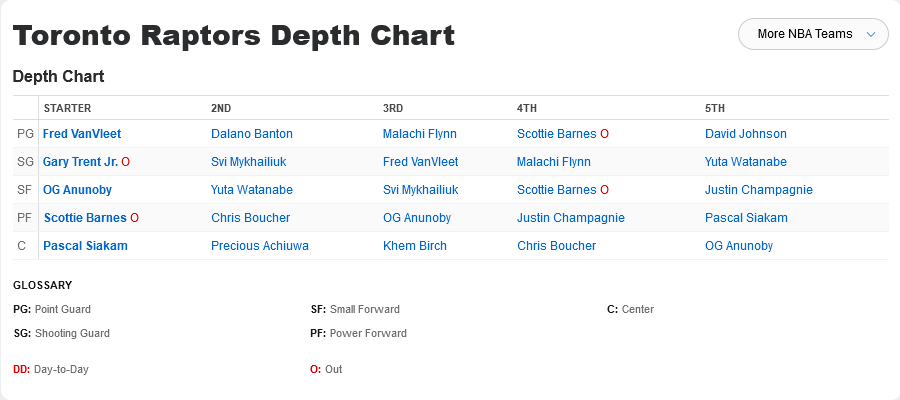 Toronto Raptors Depth Chart
More NBA Teams
Depth Chart
STARTER 2ND 3RD 4TH 5TH
PG Fred VanVleet Dalano Banton Malachi Flynn Scottie Barnes O David Johnson
SG Gary Trent Jr. O Svi Mykhailiuk Fred VanVleet Malachi Flynn Yuta Watanabe
SF OG Anunoby Yuta Watanabe Svi Mykhailiuk Scottie Barnes O Justin Champagnie
PF Scottie Barnes O Chris Boucher OG Anunoby Justin Champagnie Pascal Siakam
C Pascal Siakam Precious Achiuwa Khem Birch Chris Boucher OG Anunoby
GLOSSARY
PG: Point Guard SF: Small Forward C: Center
SG: Shooting Guard PF: Power Forward
DD: Day-to-Day O: Out